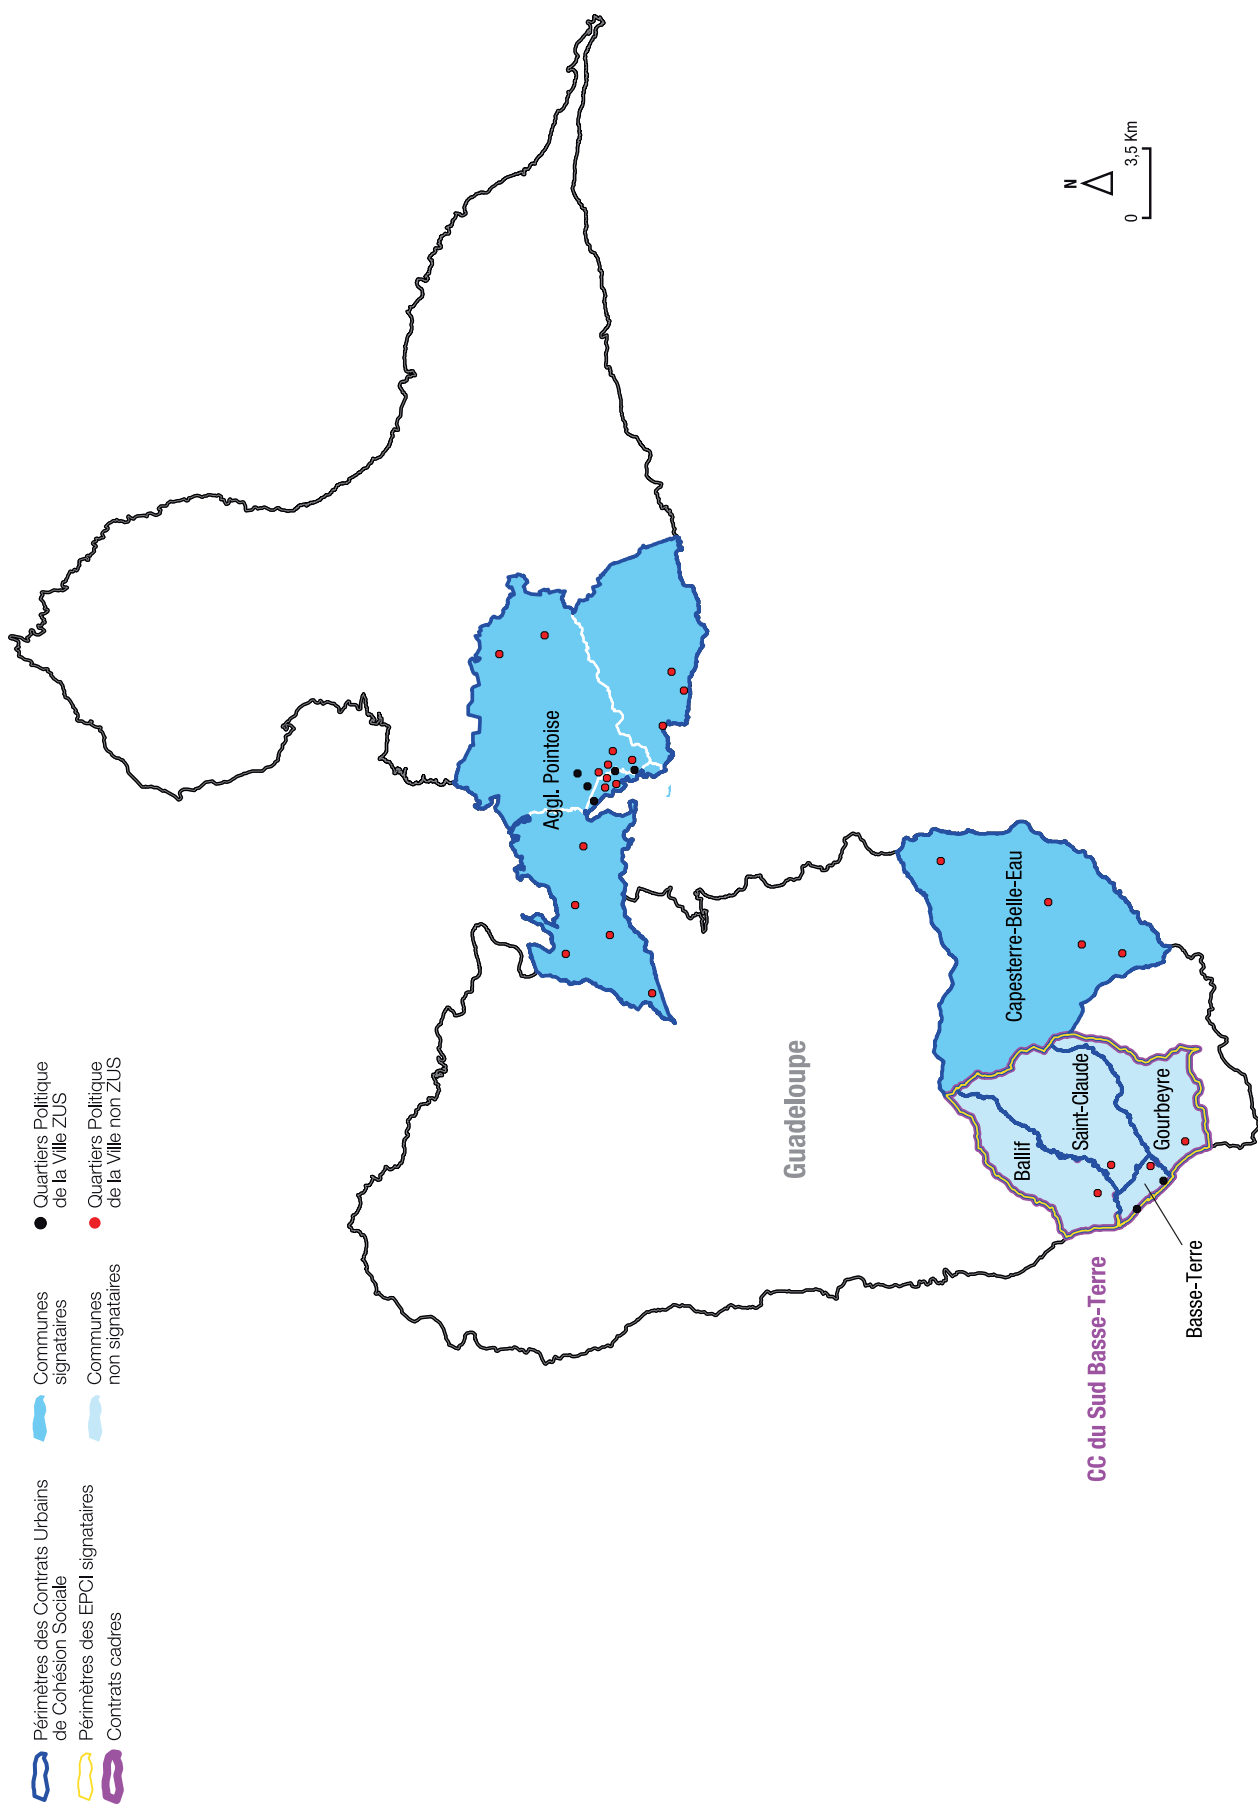 Périmètres des Contrats Urbains
de Cohésion Sociale
Périmètres des EPCI signataires
Contrats cadres
Communes
signataires
Communes
non signataires
Quartiers Politique
de la Ville ZUS
Quartiers Politique
de la Ville non ZUS
Aggl. Pointoise
Guadeloupe
Capesterre-Belle-Eau
Ballif
Saint-Claude
Gourbeyre
Basse-Terre
CC du Sud Basse-Terre
N
0
3,5 Km